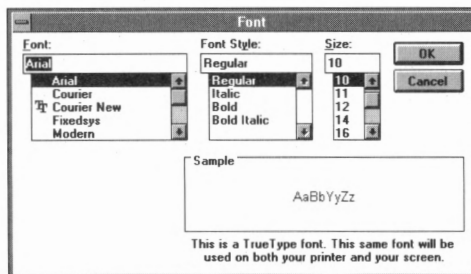 Font
Font: Font Style: Size:
Arial Regular 10 OK
Arial Regular 10 Cancel
Courier Italic 11
Courier New Bold 12
Fixedsys Bold Italic 14
Modern 16
Sample
AaBbYyZz
This is a TrueType font. This same font will be
used on both your printer and your screen.